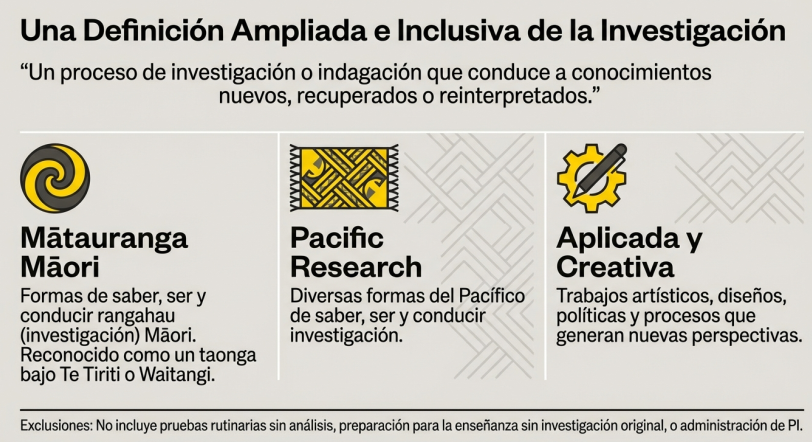 Una Definición Ampliada e Inclusiva de la Investigación
“Un proceso de investigación o indagación que conduce a conocimientos
nuevos, recuperados o reinterpretados.”
Mātauranga
Māori
Formas de saber, ser y
conducir rangahau
(investigación) Māori.
Reconocido como un taonga
bajo Te Tiriti o Waitangi.
Pacific
Research
Diversas formas del Pacífico
de saber, ser y conducir
investigación.
Aplicada y
Creativa
Trabajos artísticos, diseños,
políticas y procesos que
generan nuevas perspectivas.
Exclusiones: No incluye pruebas rutinarias sin análisis, preparación para la enseñanza sin investigación original, o administración de PI.